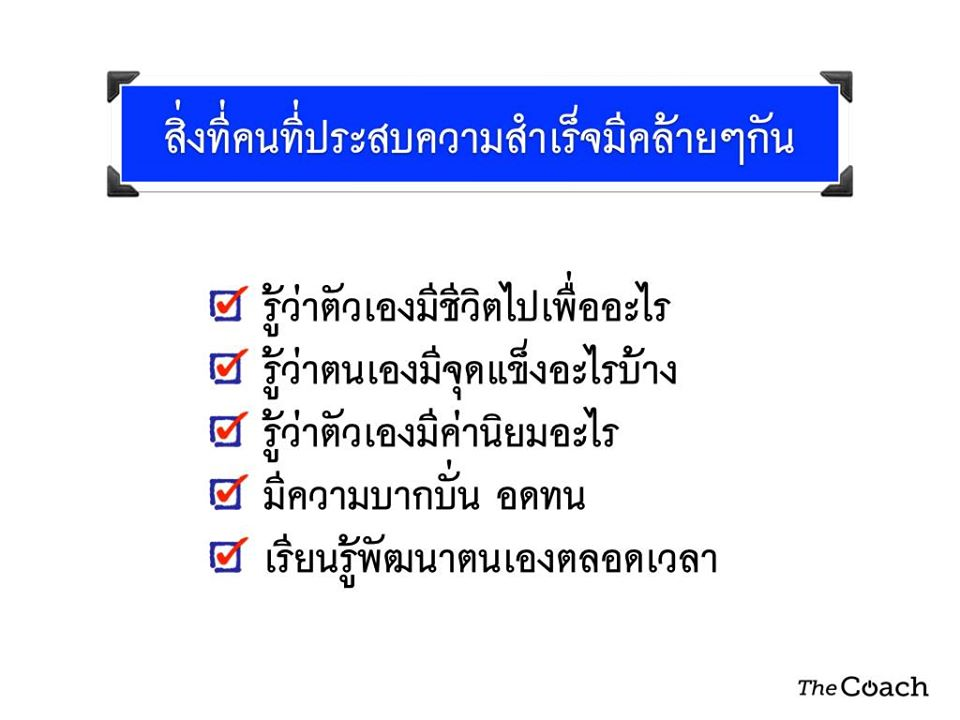 สิ่งที่คนที่ประสบความสำเร็จมีคล้ายๆกัน
รู้ว่าตัวเองมีชีวิตไปเพื่ออะไร
รู้ว่าตนเองมีจุดแข็งอะไรบ้าง
รู้ว่าตัวเองมีค่านิยมอะไร
มีความบากบั่น อดทน
เรียนรู้พัฒนาตนเองตลอดเวลา
The Coach